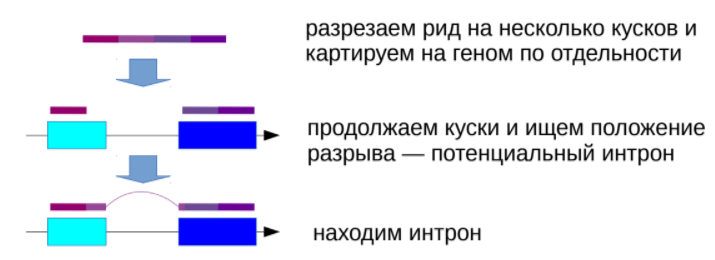 разрезаем рид на несколько кусков и
картируем на геном по отдельности
продолжаем куски и ищем положение
разрыва — потенциальный интрон
находим интрон